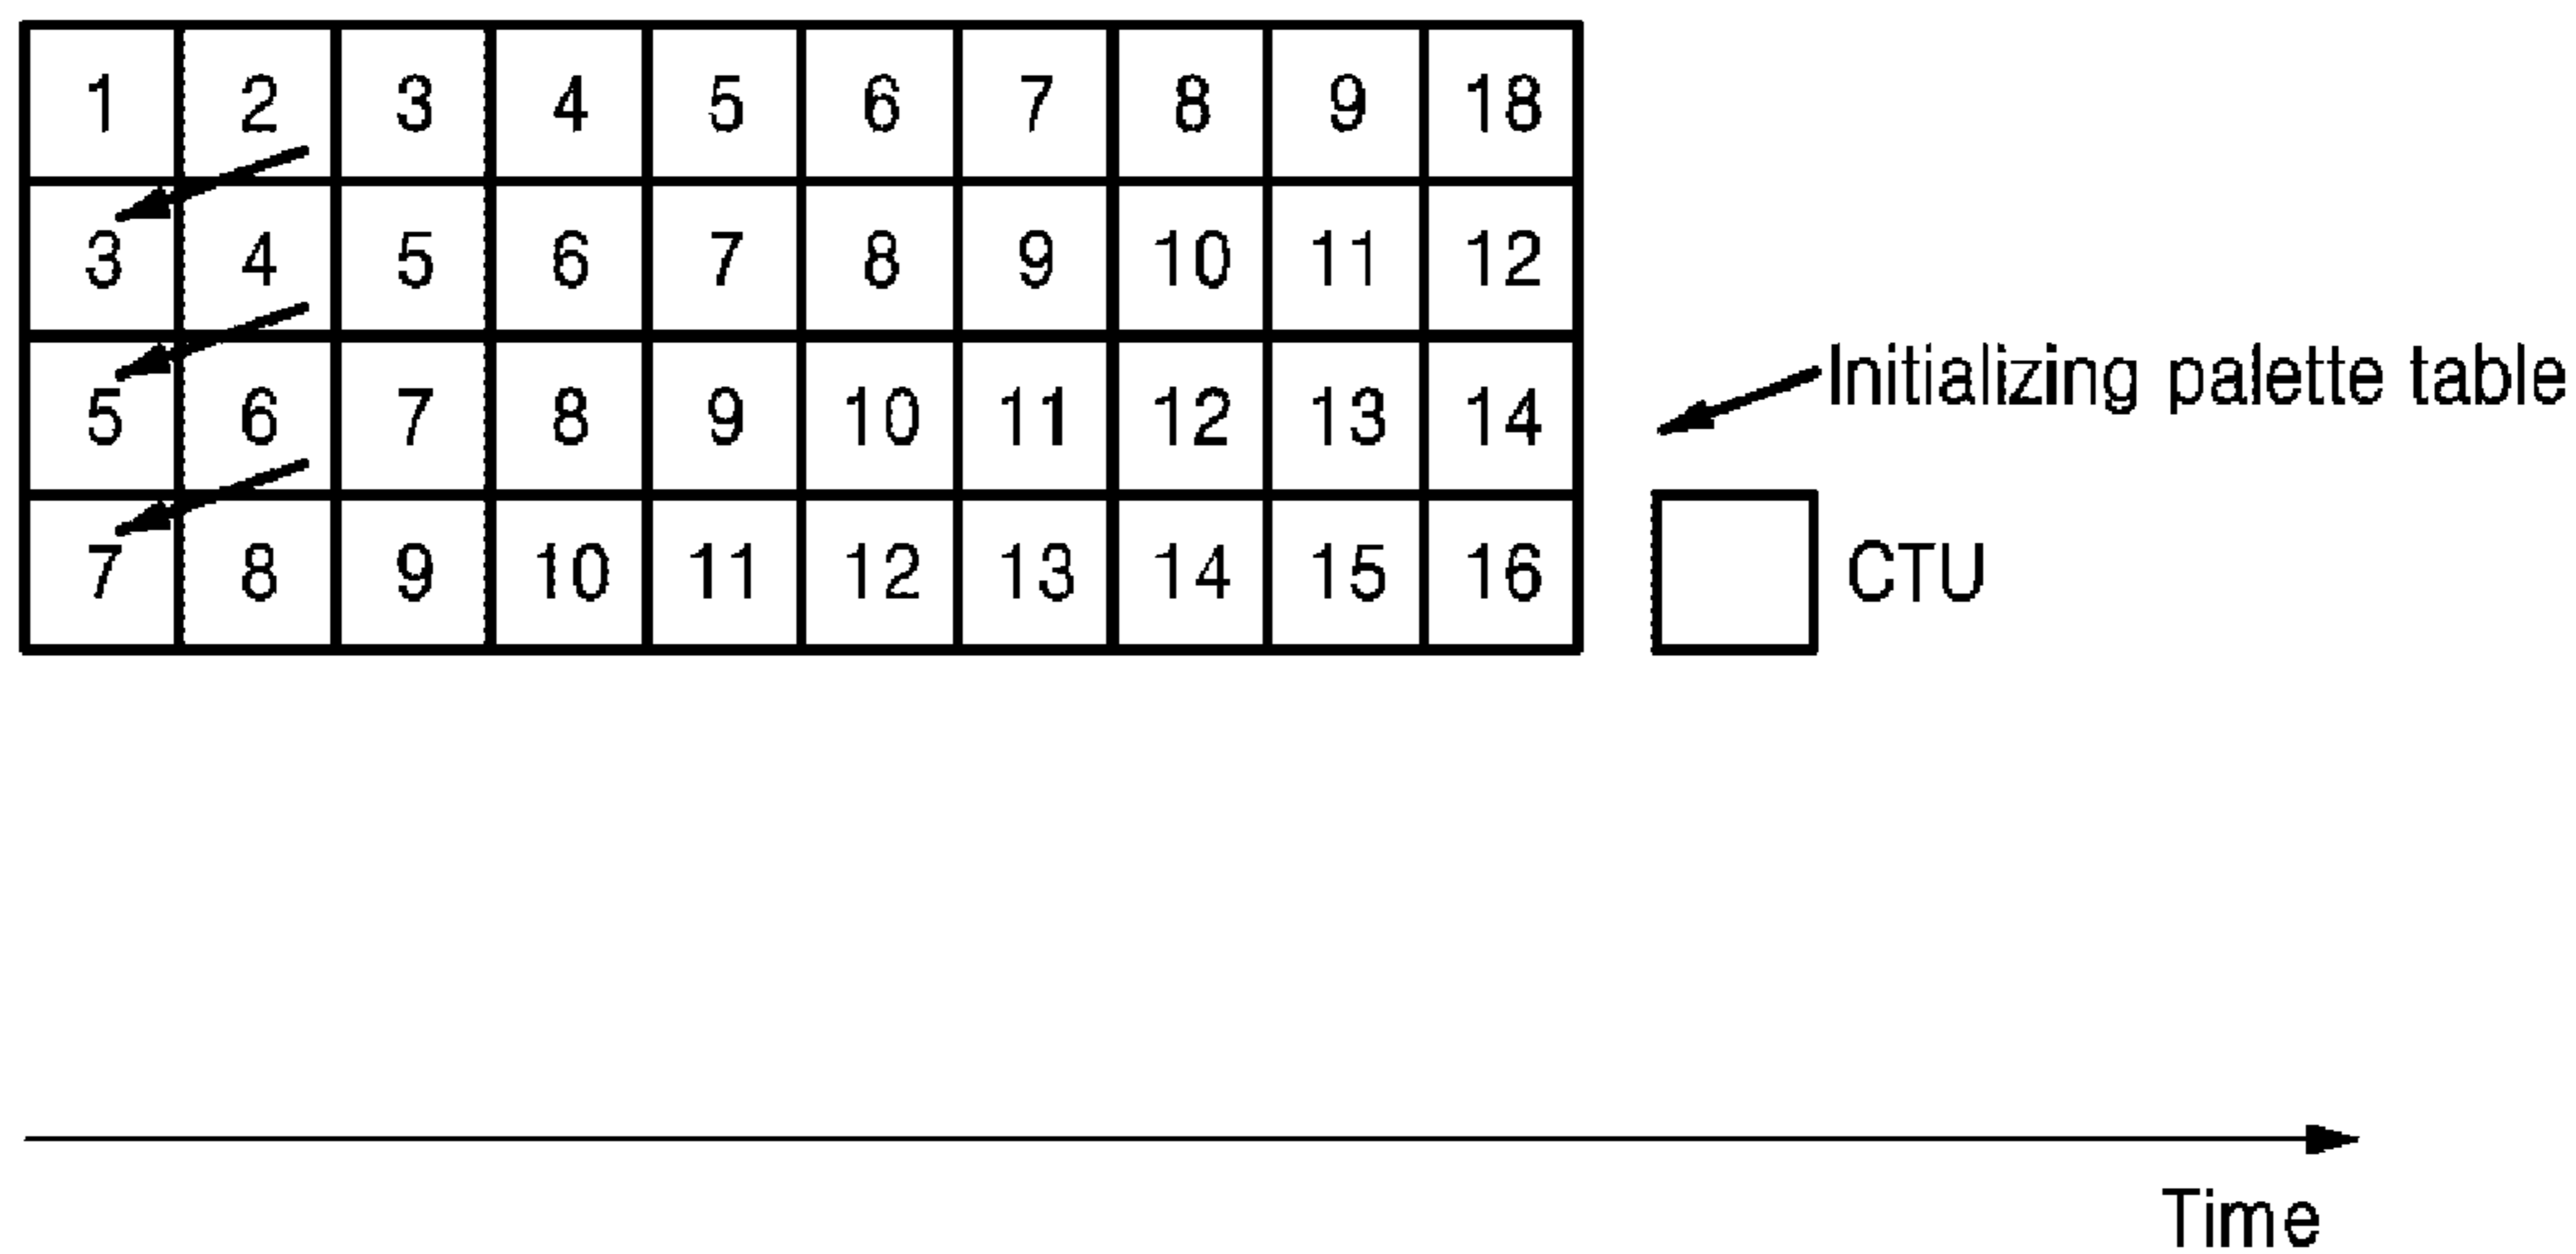 1 2 3 4 5 6 7 8 9 18
3 4 5 6 7 8 9 10 11 12
5 6 7 8 9 10 11 12 13 14
7 8 9 10 11 12 13 14 15 16
Initializing palette table
CTU
Time